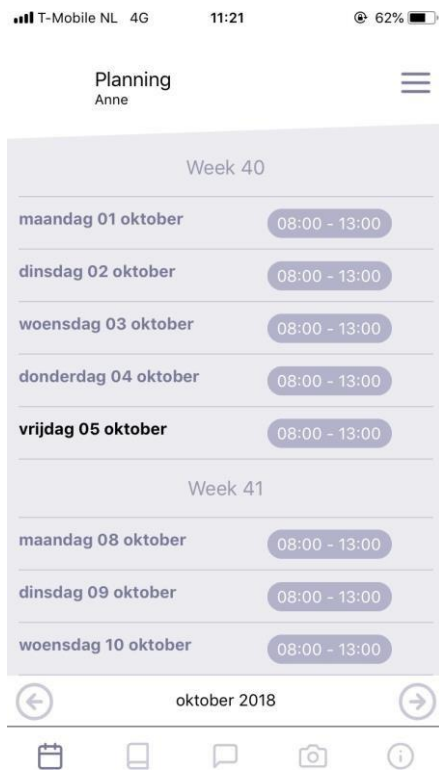 T-Mobile NL 4G 11:21 62%
Planning
Anne
Week 40
maandag 01 oktober 08:00 - 13:00
dinsdag 02 oktober 08:00 - 13:00
woensdag 03 oktober 08:00 - 13:00
donderdag 04 oktober 08:00 - 13:00
vrijdag 05 oktober 08:00 - 13:00
Week 41
maandag 08 oktober 08:00 - 13:00
dinsdag 09 oktober 08:00 - 13:00
woensdag 10 oktober 08:00 - 13:00
oktober 2018